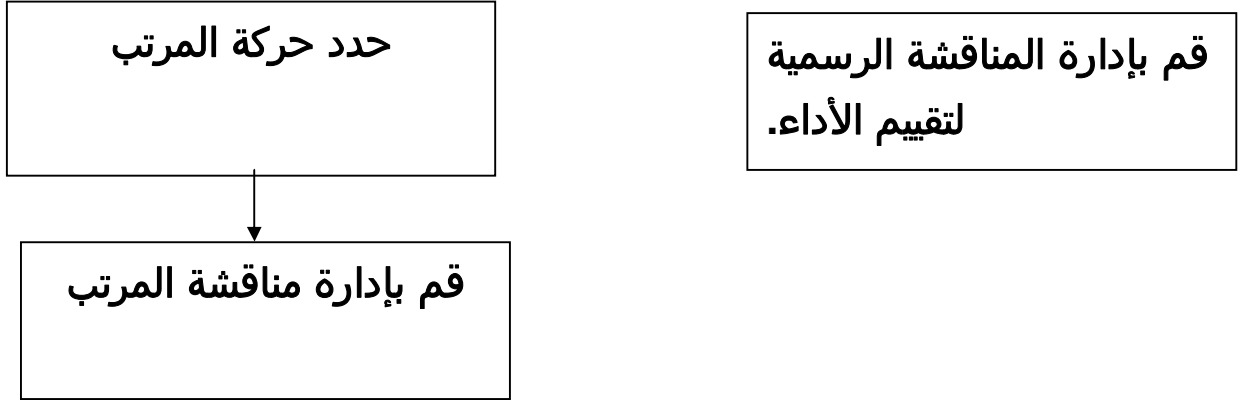 قم بإدارة المناقشة الرسمية
لتقييم الأداء.
حدد حركة المرتب
قم بإدارة مناقشة المرتب